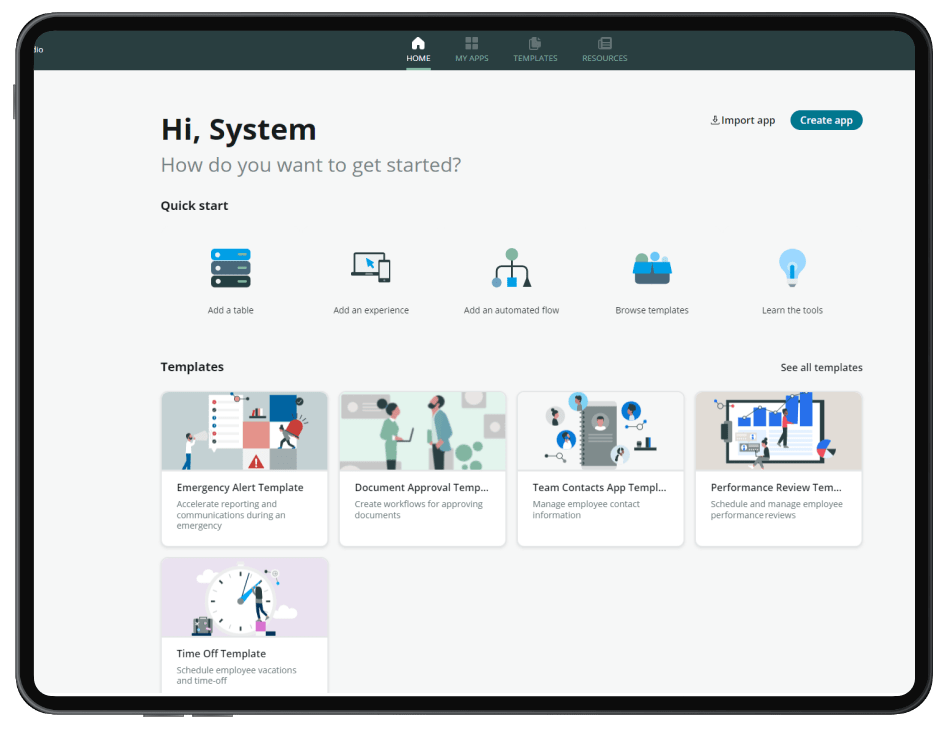 dio
HOME
MY APPS
TEMPLATES
RESOURCES
Hi, System
Import app
Create app
How do you want to get started?
Quick start
Add a table
Add an experience
Add an automated flow
Browse templates
Learn the tools
Templates
See all templates
Emergency Alert Template
Accelerate reporting and
communications during an
emergency
Document Approval Temp...
Create workflows for approving
documents
Team Contacts App Templ...
Manage employee contact
information
Performance Review Tem...
Schedule and manage employee
performance reviews
Time Off Template
Schedule employee vacations
and time-off